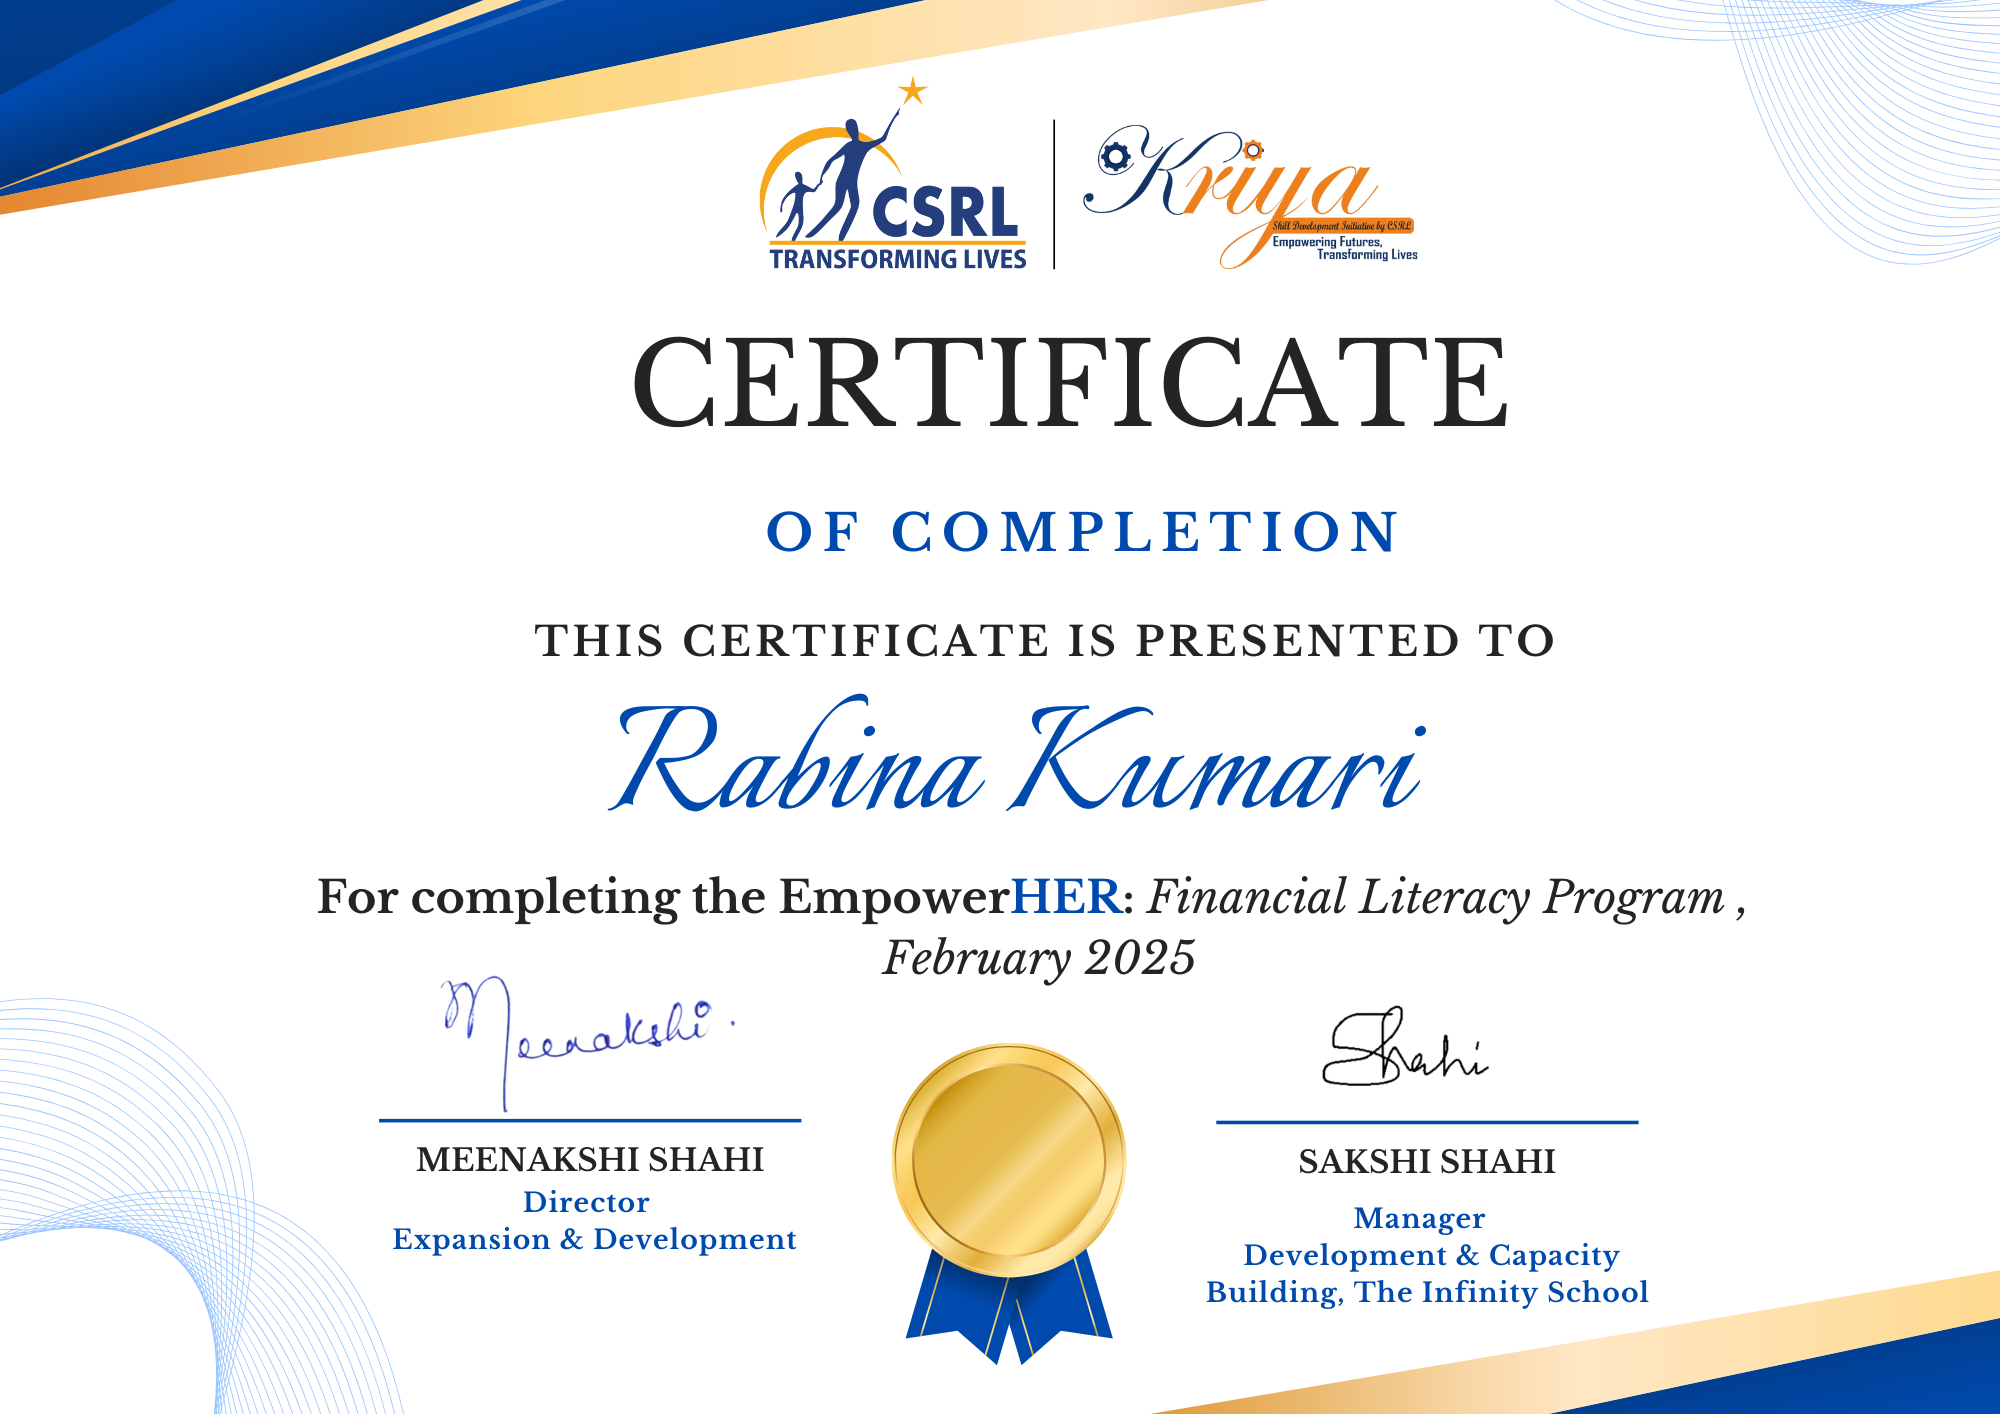 CSRL
TRANSFORMING LIVES
Kriya
Skill Development Initiative by CSRL
Empowering Futures,
Transforming Lives
CERTIFICATE
OF COMPLETION
THIS CERTIFICATE IS PRESENTED TO
Rabina Kumari
For completing the EmpowerHER: Financial Literacy Program ,
February 2025
Meenakshi.
Shahi
MEENAKSHI SHAHI
Director
Expansion & Development
SAKSHI SHAHI
Manager
Development & Capacity
Building, The Infinity School